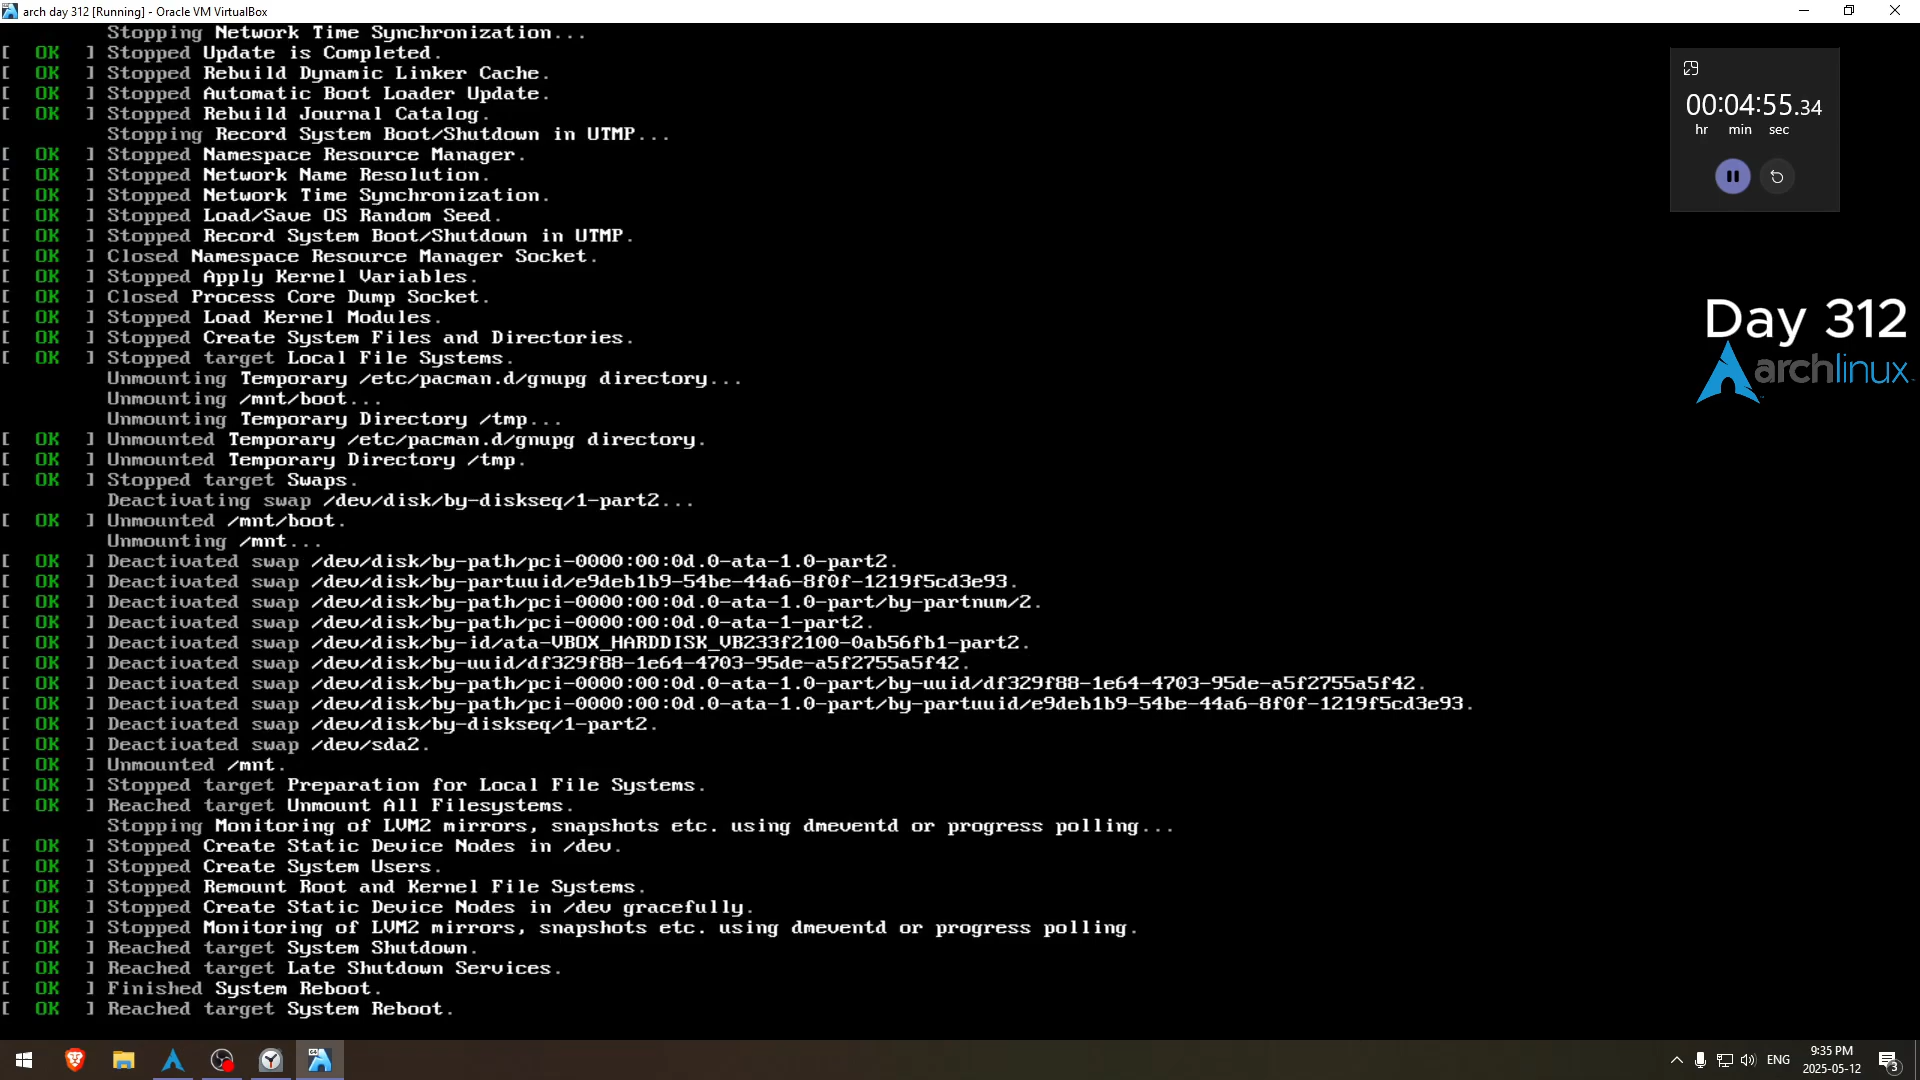 arch day 312 [Running] - Oracle VM VirtualBox
Stopping Network Time Synchronization...
[ OK ] Stopped Update is Completed.
[ OK ] Stopped Rebuild Dynamic Linker Cache.
[ OK ] Stopped Automatic Boot Loader Update.
[ OK ] Stopped Rebuild Journal Catalog.
Stopping Record System Boot/Shutdown in UTMP...
[ OK ] Stopped Namespace Resource Manager.
[ OK ] Stopped Network Name Resolution.
[ OK ] Stopped Network Time Synchronization.
[ OK ] Stopped Load/Save OS Random Seed.
[ OK ] Stopped Record System Boot/Shutdown in UTMP.
[ OK ] Closed Namespace Resource Manager Socket.
[ OK ] Stopped Apply Kernel Variables.
[ OK ] Closed Process Core Dump Socket.
[ OK ] Stopped Load Kernel Modules.
[ OK ] Stopped Create System Files and Directories.
[ OK ] Stopped target Local File Systems.
Unmounting Temporary /etc/pacman.d/gnupg directory...
Unmounting /mnt/boot...
Unmounting Temporary Directory /tmp...
[ OK ] Unmounted Temporary /etc/pacman.d/gnupg directory.
[ OK ] Unmounted Temporary Directory /tmp.
[ OK ] Stopped target Swaps.
Deactivating swap /dev/disk/by-diskseq/1-part2...
[ OK ] Unmounted /mnt/boot.
Unmounting /mnt...
[ OK ] Deactivated swap /dev/disk/by-path/pci-0000:00:0d.0-ata-1.0-part2.
[ OK ] Deactivated swap /dev/disk/by-partuuid/e9deb1b9-54be-44a6-8f0f-1219f5cd3e93.
[ OK ] Deactivated swap /dev/disk/by-path/pci-0000:00:0d.0-ata-1.0-part/by-partnum/2.
[ OK ] Deactivated swap /dev/disk/by-path/pci-0000:00:0d.0-ata-1-part2.
[ OK ] Deactivated swap /dev/disk/by-id/ata-VBOX_HARDDISK_VB233f2100-0ab56fb1-part2.
[ OK ] Deactivated swap /dev/disk/by-uuid/df329f88-1e64-4703-95de-a5f2755a5f42.
[ OK ] Deactivated swap /dev/disk/by-path/pci-0000:00:0d.0-ata-1.0-part/by-uuid/df329f88-1e64-4703-95de-a5f2755a5f42.
[ OK ] Deactivated swap /dev/disk/by-path/pci-0000:00:0d.0-ata-1.0-part/by-partuuid/e9deb1b9-54be-44a6-8f0f-1219f5cd3e93.
[ OK ] Deactivated swap /dev/disk/by-diskseq/1-part2.
[ OK ] Deactivated swap /dev/sda2.
[ OK ] Unmounted /mnt.
[ OK ] Stopped target Preparation for Local File Systems.
[ OK ] Reached target Unmount All Filesystems.
Stopping Monitoring of LVM2 mirrors, snapshots etc. using dmeventd or progress polling...
[ OK ] Stopped Create Static Device Nodes in /dev.
[ OK ] Stopped Create System Users.
[ OK ] Stopped Remount Root and Kernel File Systems.
[ OK ] Stopped Create Static Device Nodes in /dev gracefully.
[ OK ] Stopped Monitoring of LVM2 mirrors, snapshots etc. using dmeventd or progress polling.
[ OK ] Reached target System Shutdown.
[ OK ] Reached target Late Shutdown Services.
[ OK ] Finished System Reboot.
[ OK ] Reached target System Reboot.
00:04:55.34
hr min sec
Day 312
archlinux
ENG
9:35 PM
2025-05-12
3